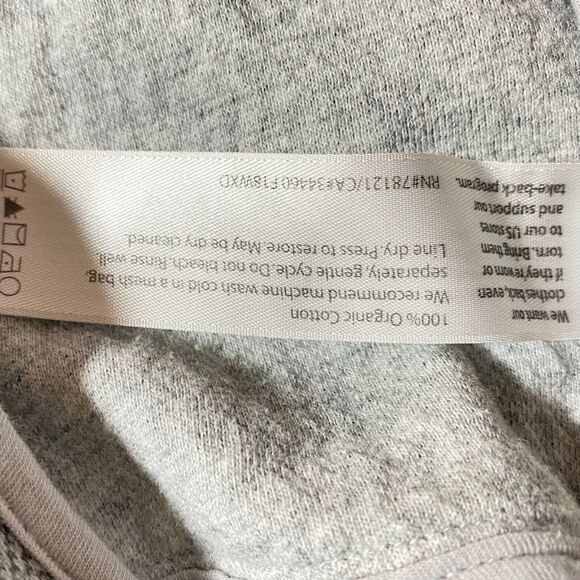 We want our
clothes back, even
if they're worn or
torn. Bring them
to our US stores
and support our
take-back program.
100% Organic Cotton
We recommend machine wash cold in a mesh bag,
separately, gentle cycle. Do not bleach.Rinse well.
Line dry. Press to restore. May be dry cleaned.
RN#78121/CA#34460 F18WXD